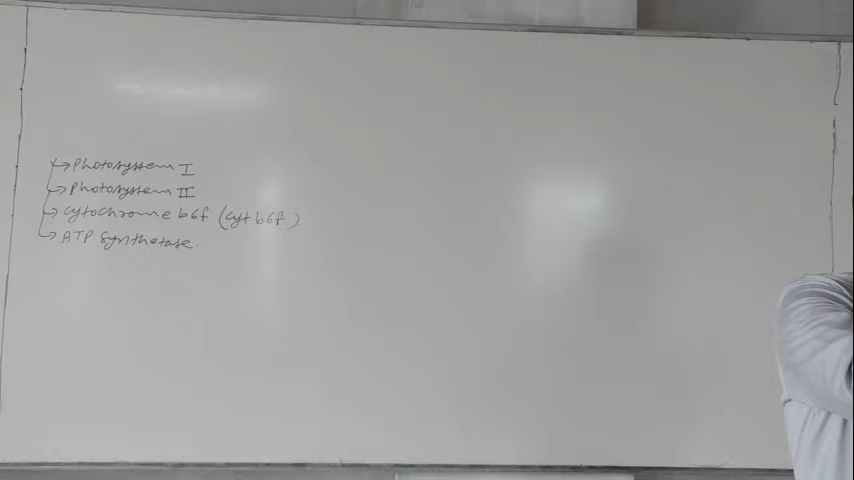 → Photosystem I
→ Photosystem II
→ Cytochrome b6f (cyt b6f)
→ ATP Synthetase.